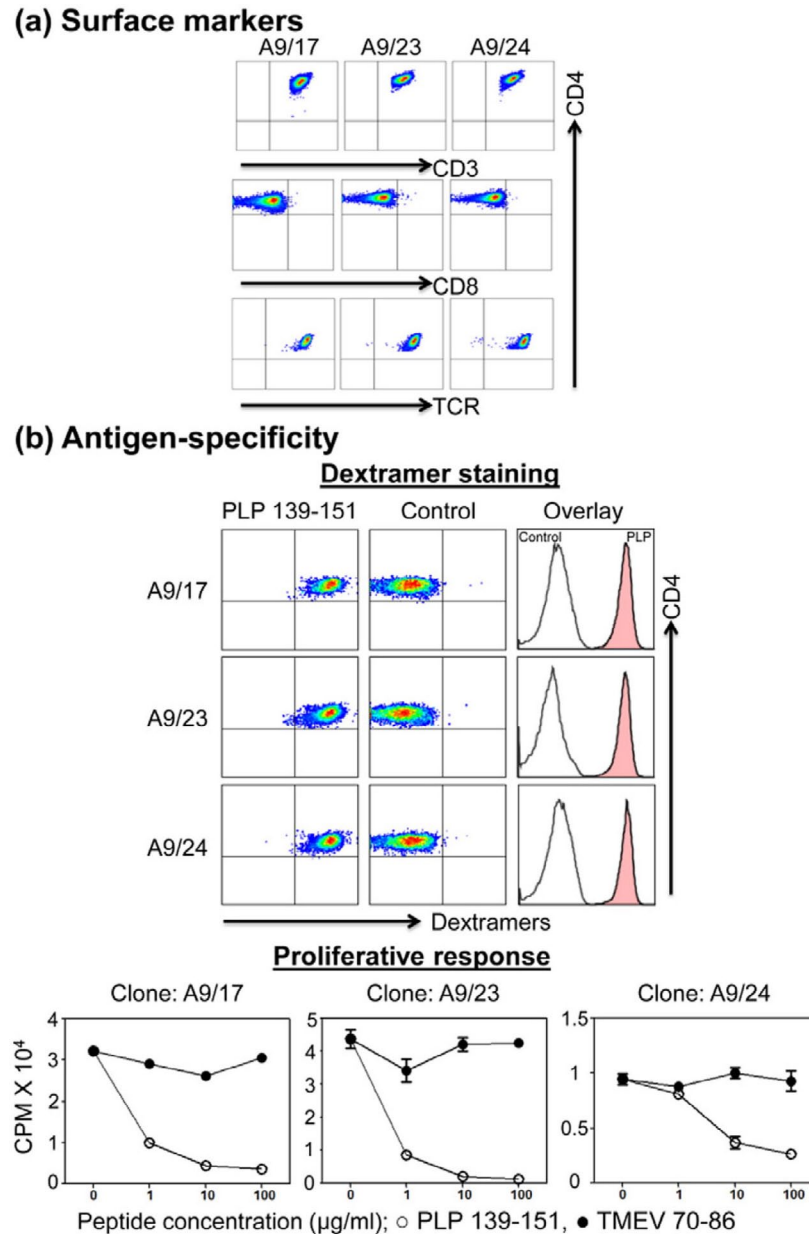 (a) Surface markers
A9/17 A9/23 A9/24
CD4
CD3
CD8
TCR
(b) Antigen-specificity
Dextramer staining
PLP 139-151 Control Overlay
Control PLP
A9/17
CD4
A9/23
A9/24
Dextramers
Proliferative response
Clone: A9/17 Clone: A9/23 Clone: A9/24
CPM X 10⁴
4
3
2
1
0
0 1 10 100
5
4
3
2
1
0
0 1 10 100
1.5
1
0.5
0
0 1 10 100
Peptide concentration (µg/ml); ○ PLP 139-151, ● TMEV 70-86